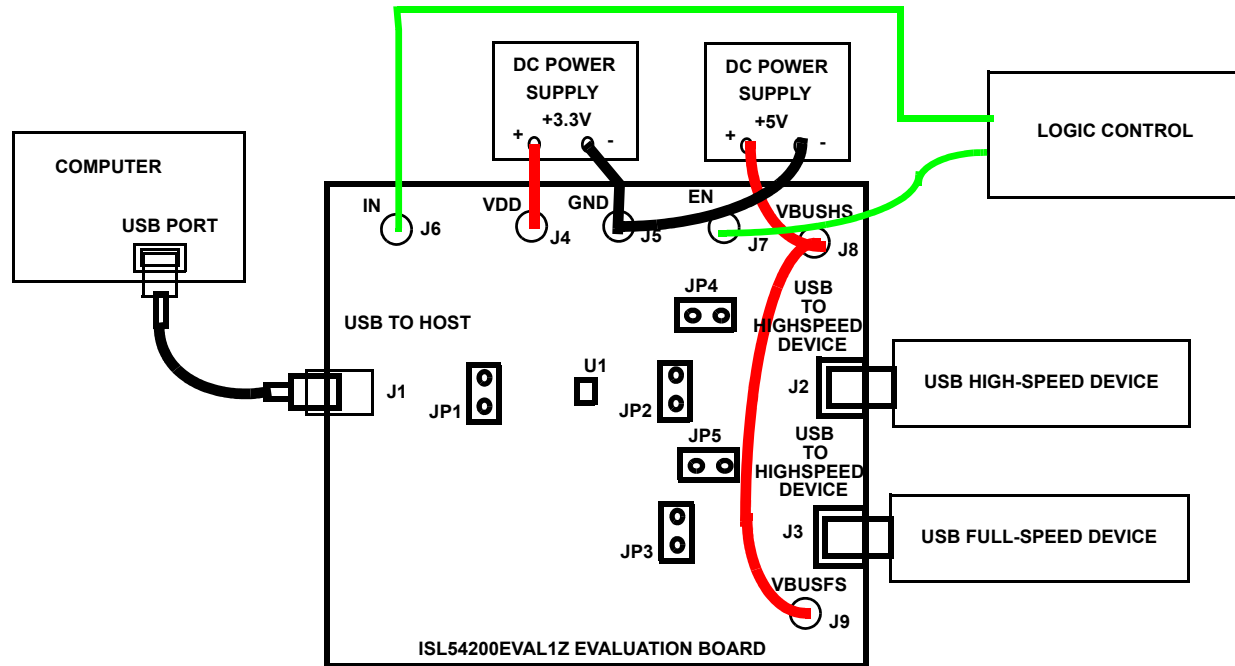 DC POWER
SUPPLY
+3.3V
+ -
DC POWER
SUPPLY
+5V
+ -
LOGIC CONTROL
COMPUTER
USB PORT
IN
J6
VDD
J4
GND
J5
EN
J7
VBUSHS
J8
USB TO HOST
J1
JP1
U1
JP4
JP2
JP5
JP3
USB
TO
HIGHSPEED
DEVICE
J2
USB HIGH-SPEED DEVICE
USB
TO
HIGHSPEED
DEVICE
J3
USB FULL-SPEED DEVICE
VBUSFS
J9
ISL54200EVAL1Z EVALUATION BOARD